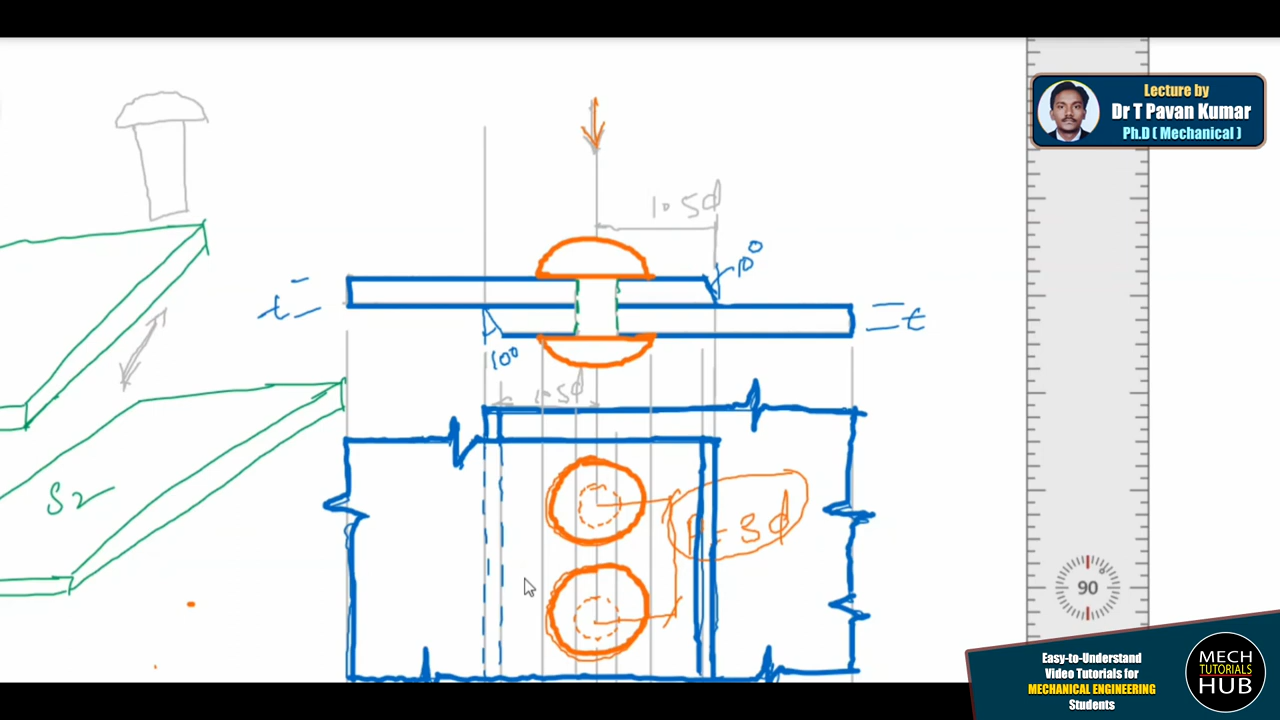 Lecture by
Dr T Pavan Kumar
Ph.D ( Mechanical )
1.5d
10°
t
t
10°
1.5d
S2
P = 3d
90
Easy-to-Understand
Video Tutorials for
MECHANICAL ENGINEERING
Students
MECH
TUTORIALS
HUB